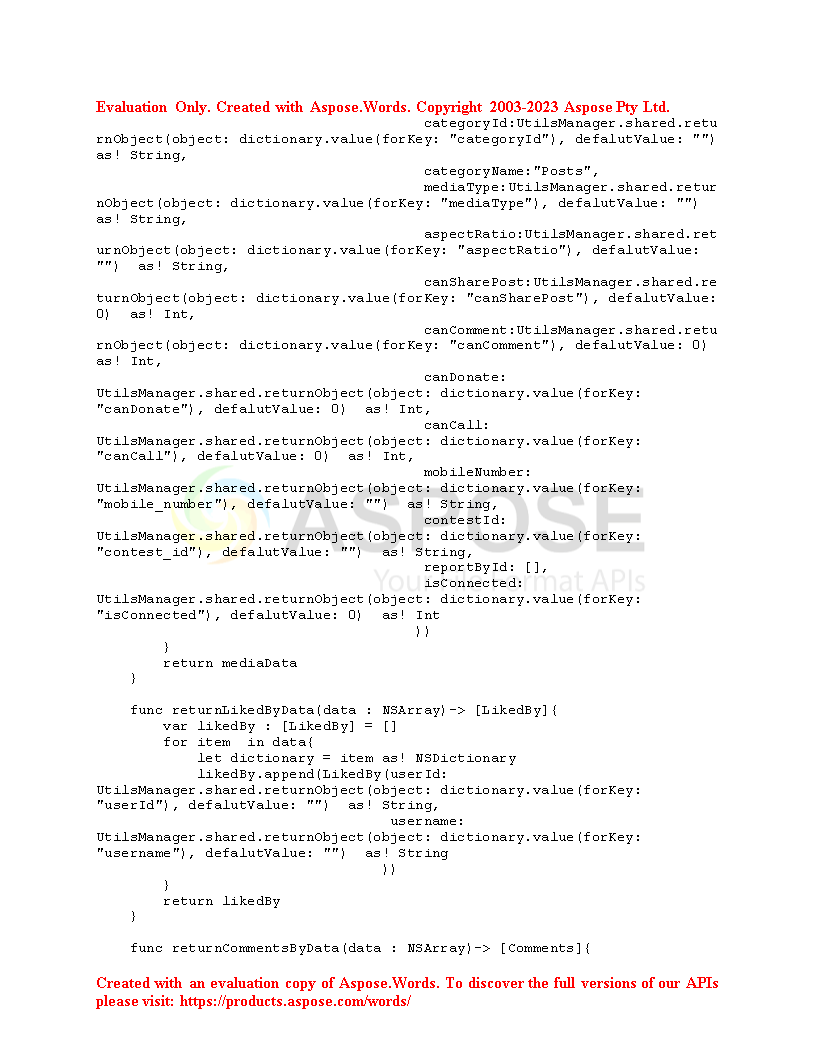 Evaluation Only. Created with Aspose.Words. Copyright 2003-2023 Aspose Pty Ltd.
categoryId:UtilsManager.shared.retu
rnObject(object: dictionary.value(forKey: "categoryId"), defalutValue: "")
as! String,
categoryName:"Posts",
mediaType:UtilsManager.shared.retur
nObject(object: dictionary.value(forKey: "mediaType"), defalutValue: "")
as! String,
aspectRatio:UtilsManager.shared.ret
urnObject(object: dictionary.value(forKey: "aspectRatio"), defalutValue:
"")  as! String,
canSharePost:UtilsManager.shared.re
turnObject(object: dictionary.value(forKey: "canSharePost"), defalutValue:
0)  as! Int,
canComment:UtilsManager.shared.retu
rnObject(object: dictionary.value(forKey: "canComment"), defalutValue: 0)
as! Int,
canDonate:
UtilsManager.shared.returnObject(object: dictionary.value(forKey:
"canDonate"), defalutValue: 0)  as! Int,
canCall:
UtilsManager.shared.returnObject(object: dictionary.value(forKey:
"canCall"), defalutValue: 0)  as! Int,
mobileNumber:
UtilsManager.shared.returnObject(object: dictionary.value(forKey:
"mobile_number"), defalutValue: "")  as! String,
contestId:
UtilsManager.shared.returnObject(object: dictionary.value(forKey:
"contest_id"), defalutValue: "")  as! String,
reportById: [],
isConnected:
UtilsManager.shared.returnObject(object: dictionary.value(forKey:
"isConnected"), defalutValue: 0)  as! Int
))
}
return mediaData
}
func returnLikedByData(data : NSArray)-> [LikedBy]{
var likedBy : [LikedBy] = []
for item  in data{
let dictionary = item as! NSDictionary
likedBy.append(LikedBy(userId:
UtilsManager.shared.returnObject(object: dictionary.value(forKey:
"userId"), defalutValue: "")  as! String,
username:
UtilsManager.shared.returnObject(object: dictionary.value(forKey:
"username"), defalutValue: "")  as! String
))
}
return likedBy
}
func returnCommentsByData(data : NSArray)-> [Comments]{
Created with an evaluation copy of Aspose.Words. To discover the full versions of our APIs
please visit: https://products.aspose.com/words/
ASPOSE